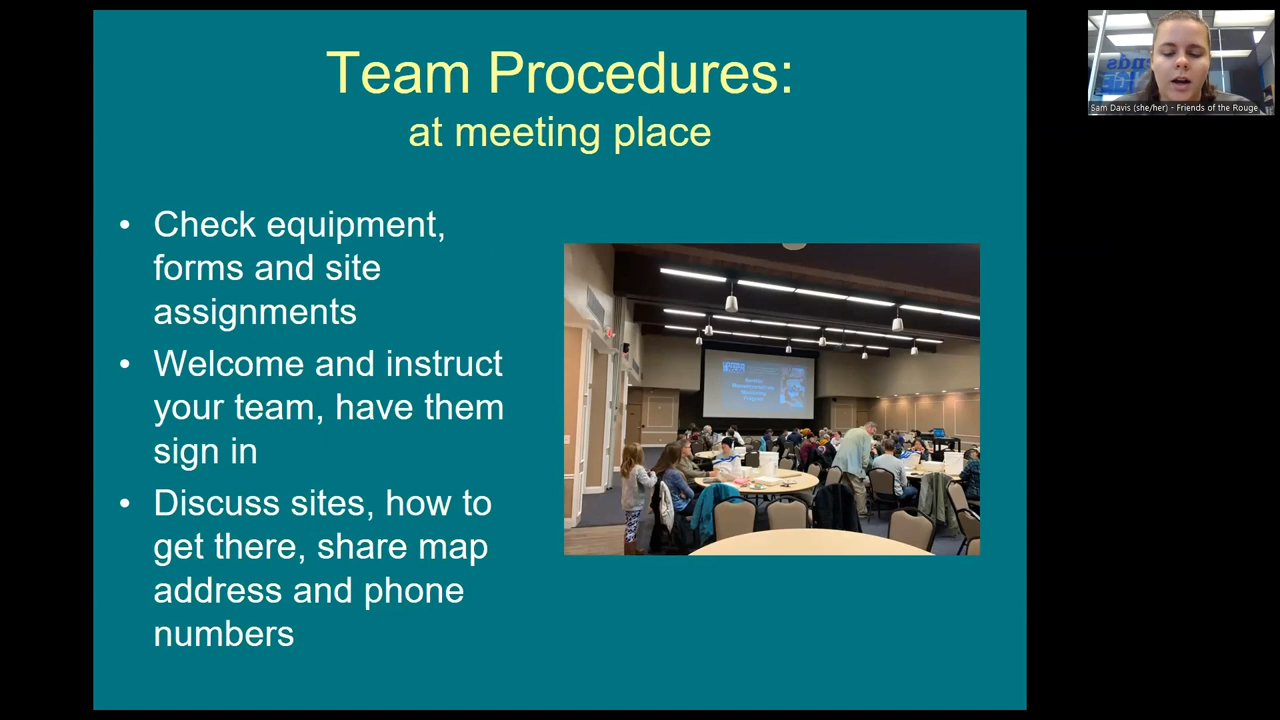 Team Procedures:
at meeting place
• Check equipment,
forms and site
assignments
• Welcome and instruct
your team, have them
sign in
• Discuss sites, how to
get there, share map
address and phone
numbers
Sam Davis (she/her) - Friends of the Rouge